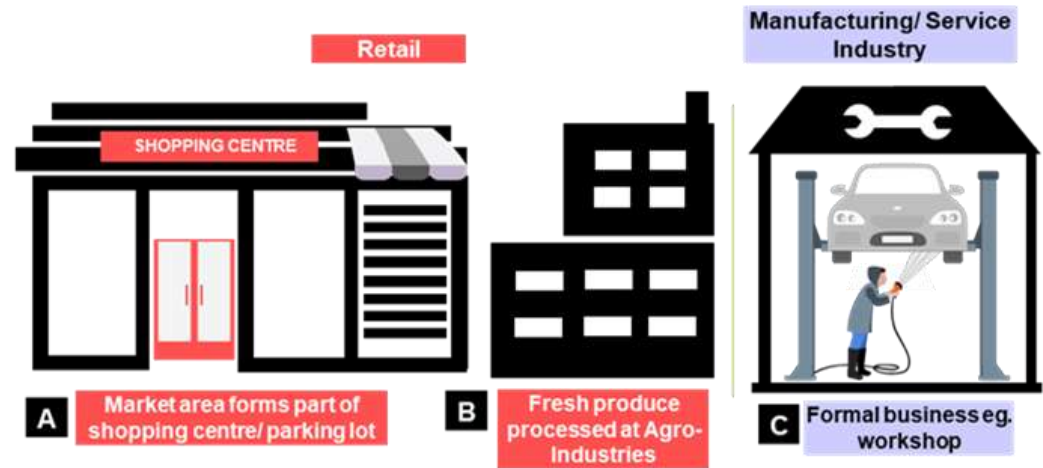 Retail
Manufacturing/ Service
Industry
SHOPPING CENTRE
A
Market area forms part of
shopping centre/ parking lot
B
Fresh produce
processed at Agro-
Industries
C
Formal business eg.
workshop